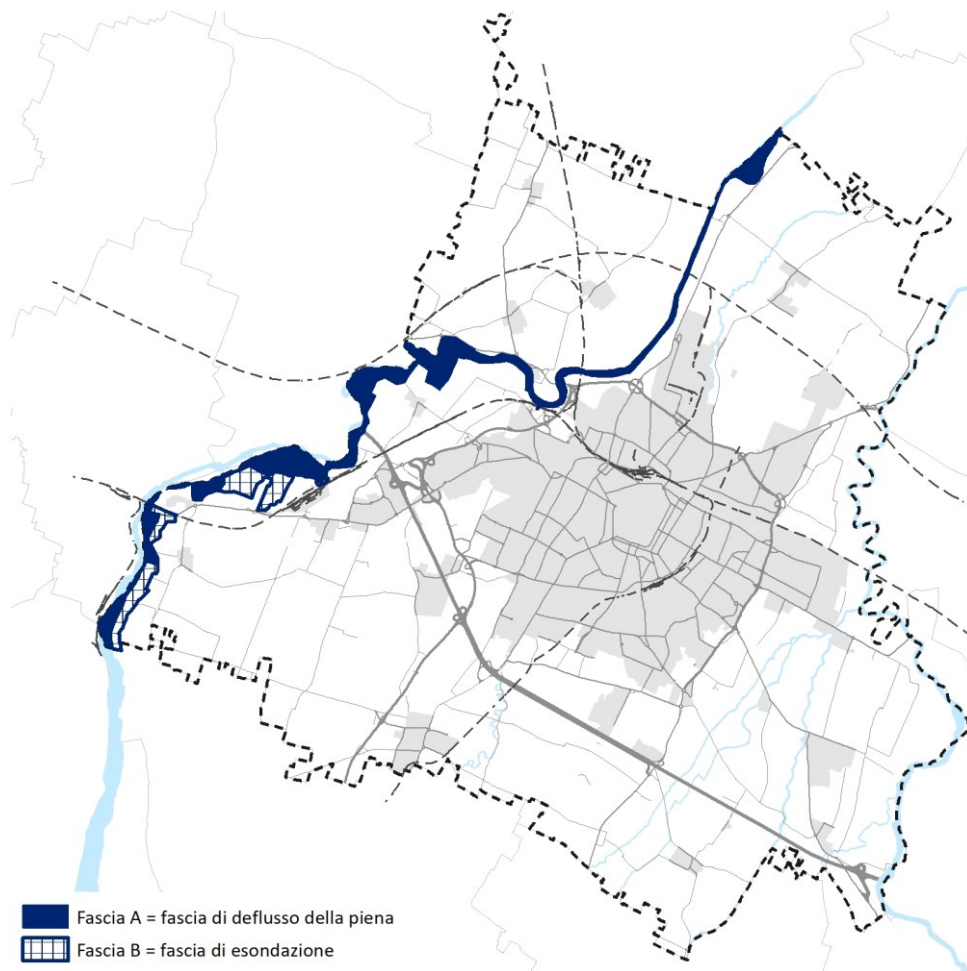 Fascia A = fascia di deflusso della piena
Fascia B = fascia di esondazione